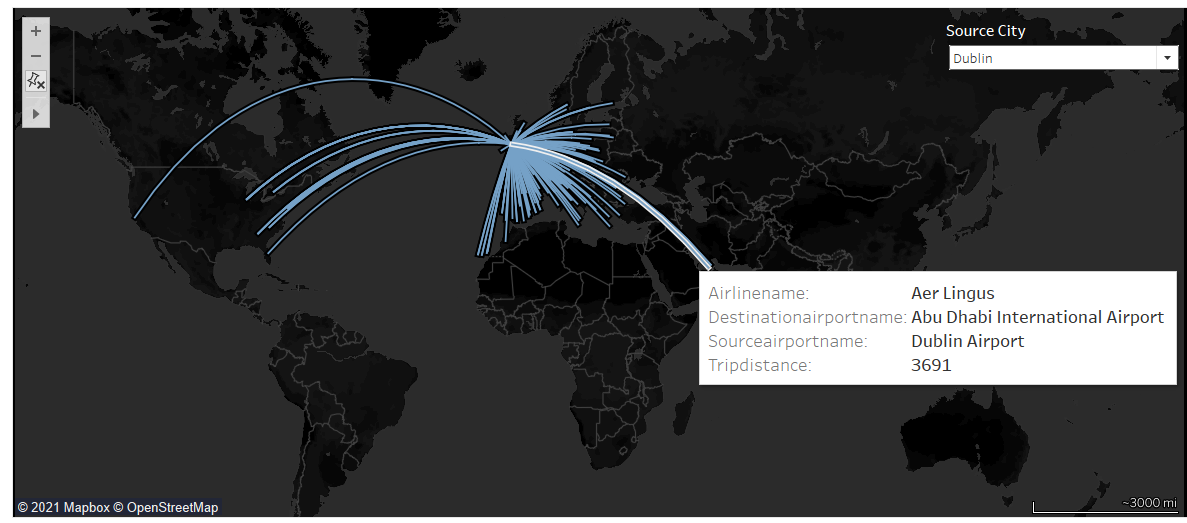 Source City
Dublin
Airlinename: Aer Lingus
Destinationairportname: Abu Dhabi International Airport
Sourceairportname: Dublin Airport
Tripdistance: 3691
~3000 mi
© 2021 Mapbox © OpenStreetMap